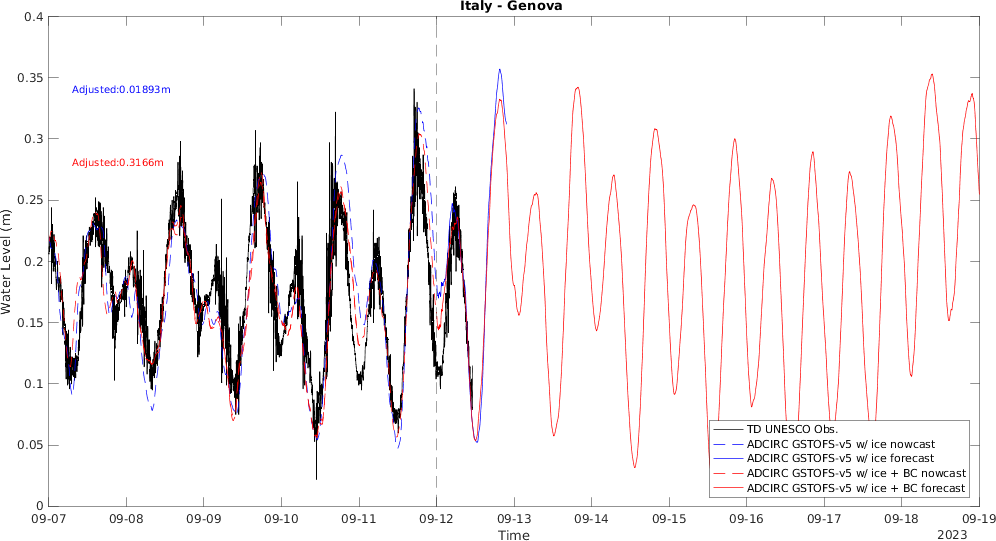 Italy - Genova
0.4
0.35
0.3
0.25
0.2
0.15
0.1
0.05
0
Water Level (m)
Adjusted:0.01893m
Adjusted:0.3166m
TD UNESCO Obs.
ADCIRC GSTOFS-v5 w/ ice nowcast
ADCIRC GSTOFS-v5 w/ ice forecast
ADCIRC GSTOFS-v5 w/ ice + BC nowcast
ADCIRC GSTOFS-v5 w/ ice + BC forecast
09-07 09-08 09-09 09-10 09-11 09-12 09-13 09-14 09-15 09-16 09-17 09-18 09-19
Time
2023